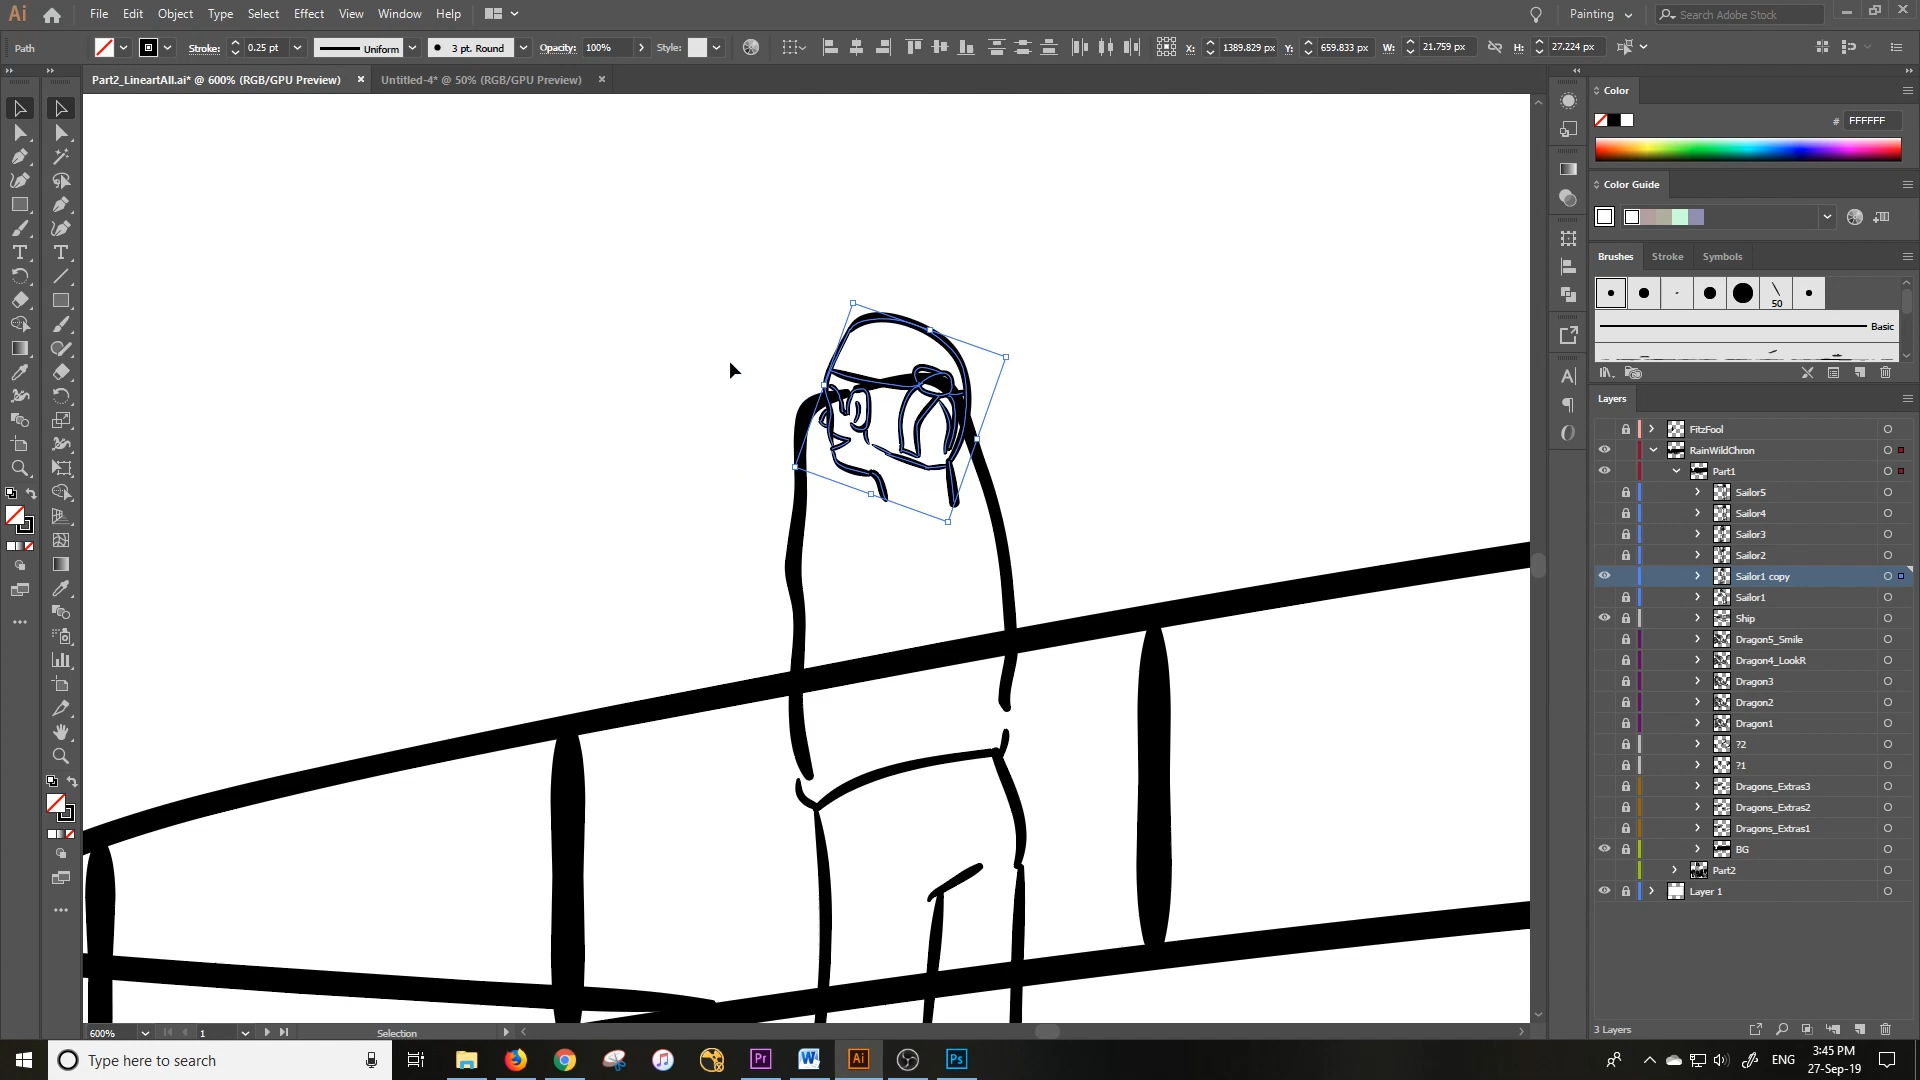 Ai File Edit Object Type Select Effect View Window Help Painting Search Adobe Stock
Path Stroke: 0.25 pt Uniform 3 pt. Round Opacity: 100% Style: X: 1389.829 px Y: 659.833 px W: 21.759 px H: 27.224 px
Part2_LineartAll.ai* @ 600% (RGB/GPU Preview) Untitled-4* @ 50% (RGB/GPU Preview)
Color
# FFFFFF
Color Guide
Brushes Stroke Symbols
50
Basic
Layers
FitzFool
RainWildChron
Part1
Sailor5
Sailor4
Sailor3
Sailor2
Sailor1 copy
Sailor1
Ship
Dragon5_Smile
Dragon4_LookR
Dragon3
Dragon2
Dragon1
?2
?1
Dragons_Extras3
Dragons_Extras2
Dragons_Extras1
BG
Part2
Layer 1
3 Layers
600% 1 Selection
Type here to search
Pr W Ai Ps
ENG
3:45 PM
27-Sep-19